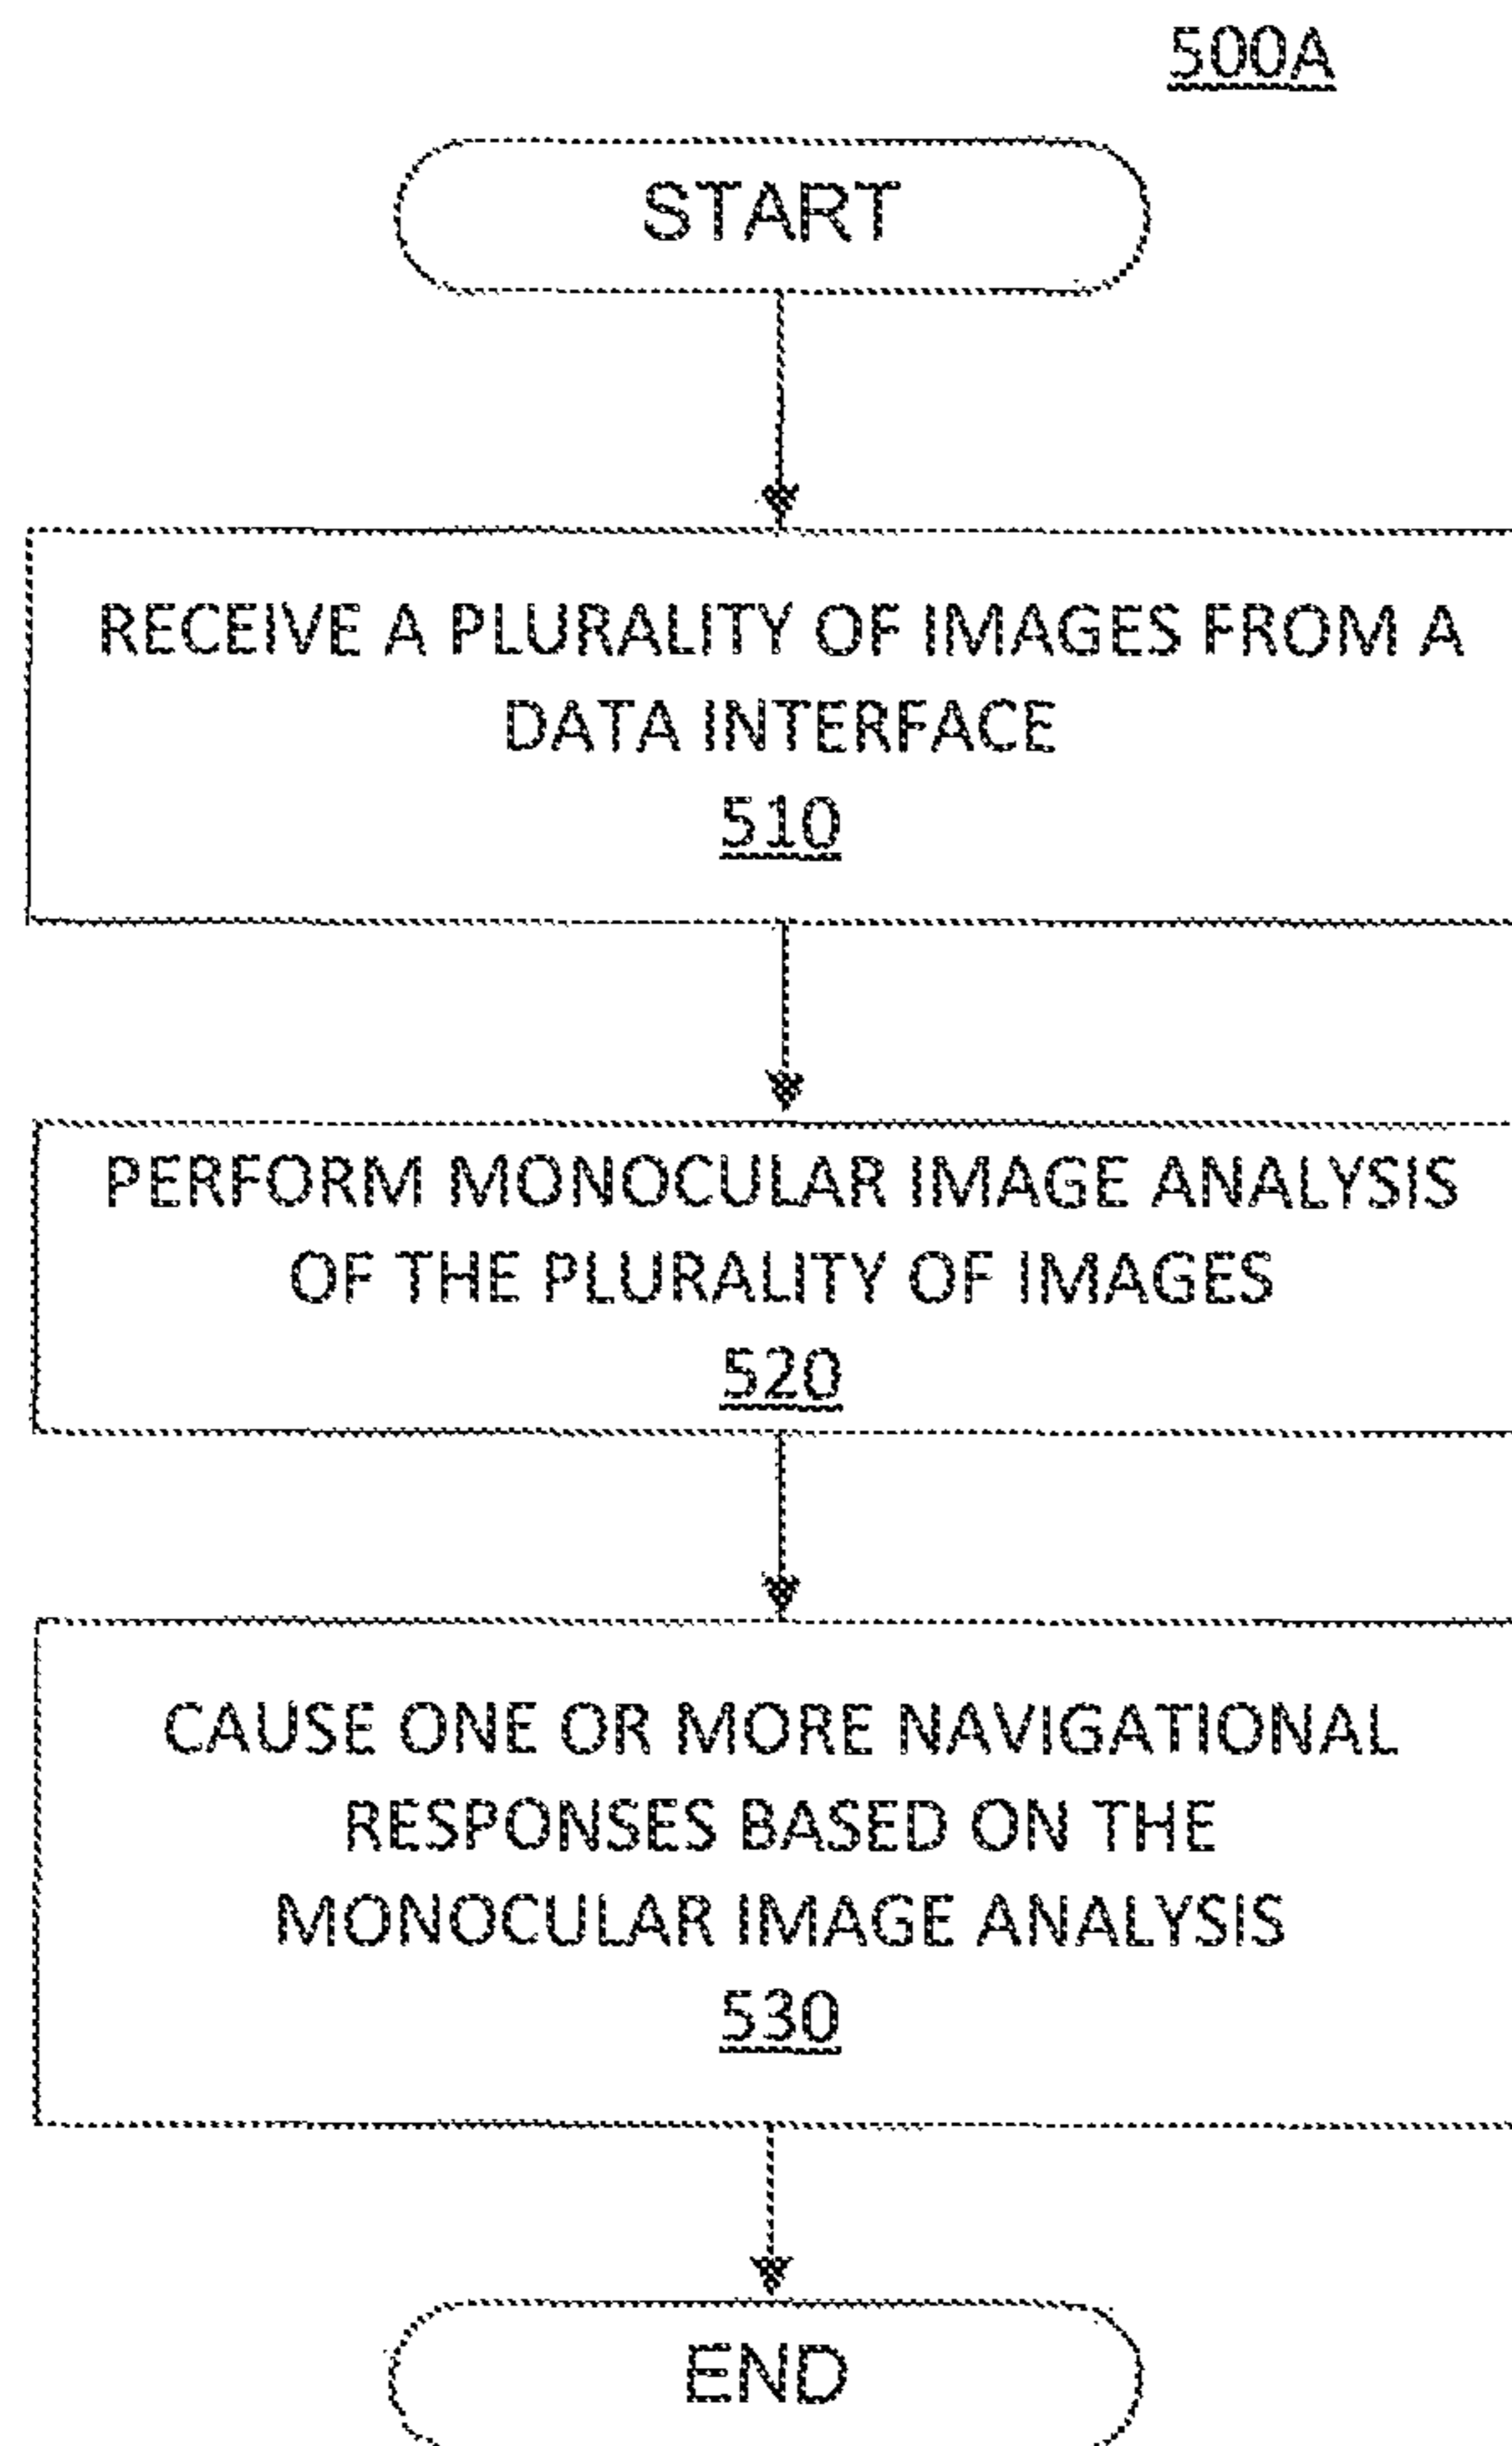 500A
START
RECEIVE A PLURALITY OF IMAGES FROM A
DATA INTERFACE
510
PERFORM MONOCULAR IMAGE ANALYSIS
OF THE PLURALITY OF IMAGES
520
CAUSE ONE OR MORE NAVIGATIONAL
RESPONSES BASED ON THE
MONOCULAR IMAGE ANALYSIS
530
END